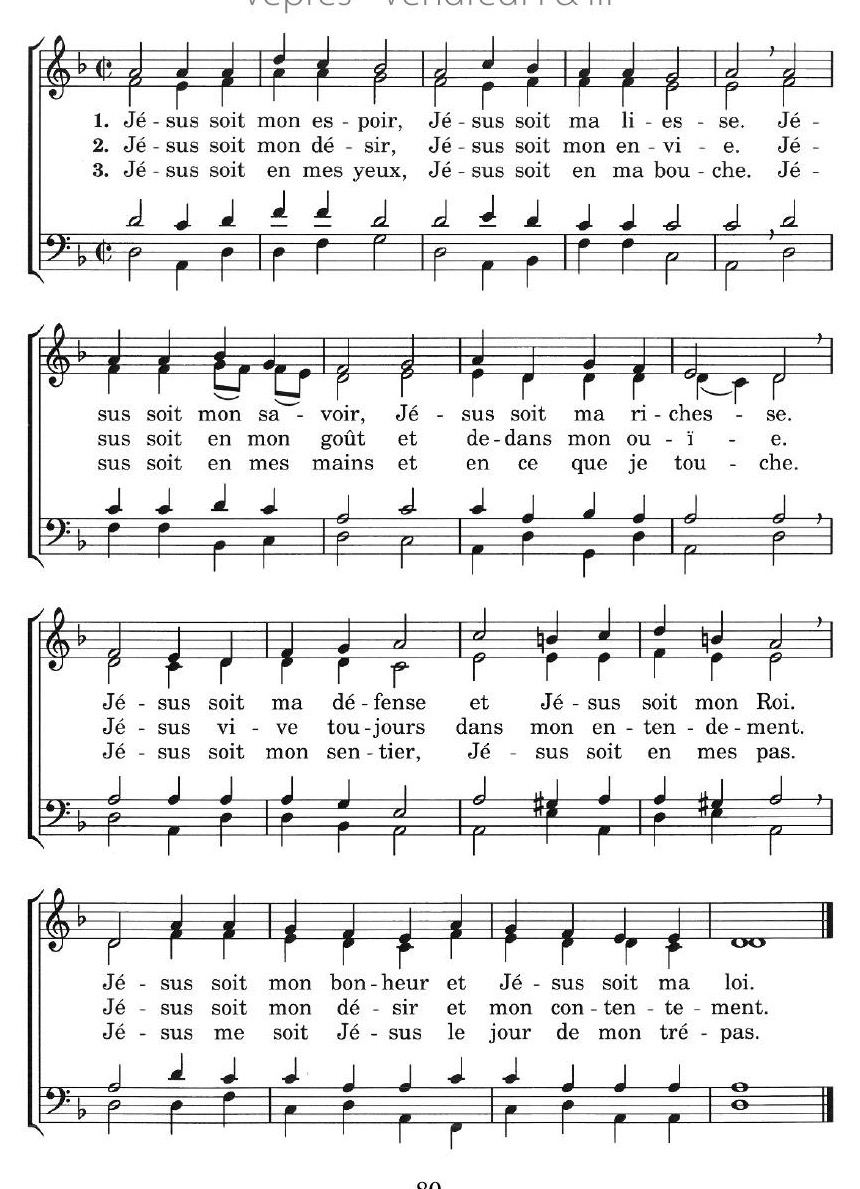 Vêpres - Vendredi I & III
1. Jé - sus soit mon es - poir, Jé - sus soit ma li - es - se. Jé -
2. Jé - sus soit mon dé - sir, Jé - sus soit mon en - vi - e. Jé -
3. Jé - sus soit en mes yeux, Jé - sus soit en ma bou - che. Jé -
sus soit mon sa - voir, Jé - sus soit ma ri - ches - se.
sus soit en mon goût et de - dans mon ou - ï - e.
sus soit en mes mains et en ce que je tou - che.
Jé - sus soit ma dé - fense et Jé - sus soit mon Roi.
Jé - sus vi - ve tou - jours dans mon en - ten - de - ment.
Jé - sus soit mon sen - tier, Jé - sus soit en mes pas.
Jé - sus soit mon bon - heur et Jé - sus soit ma loi.
Jé - sus soit mon dé - sir et mon con - ten - te - ment.
Jé - sus me soit Jé - sus le jour de mon tré - pas.